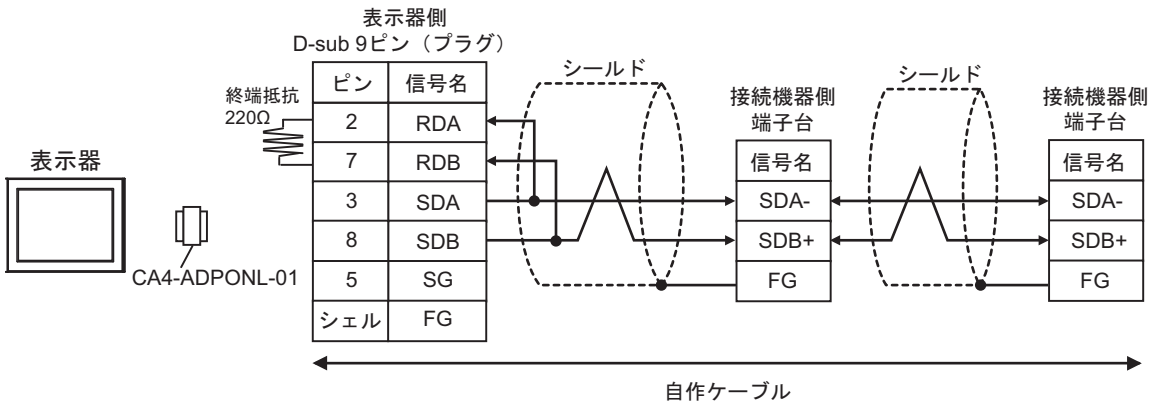 表示器側
D-sub 9ピン（プラグ）
終端抵抗
220Ω
ピン 信号名
2 RDA
7 RDB
3 SDA
8 SDB
5 SG
シェル FG
表示器
CA4-ADPONL-01
シールド
接続機器側
端子台
信号名
SDA-
SDB+
FG
シールド
接続機器側
端子台
信号名
SDA-
SDB+
FG
自作ケーブル